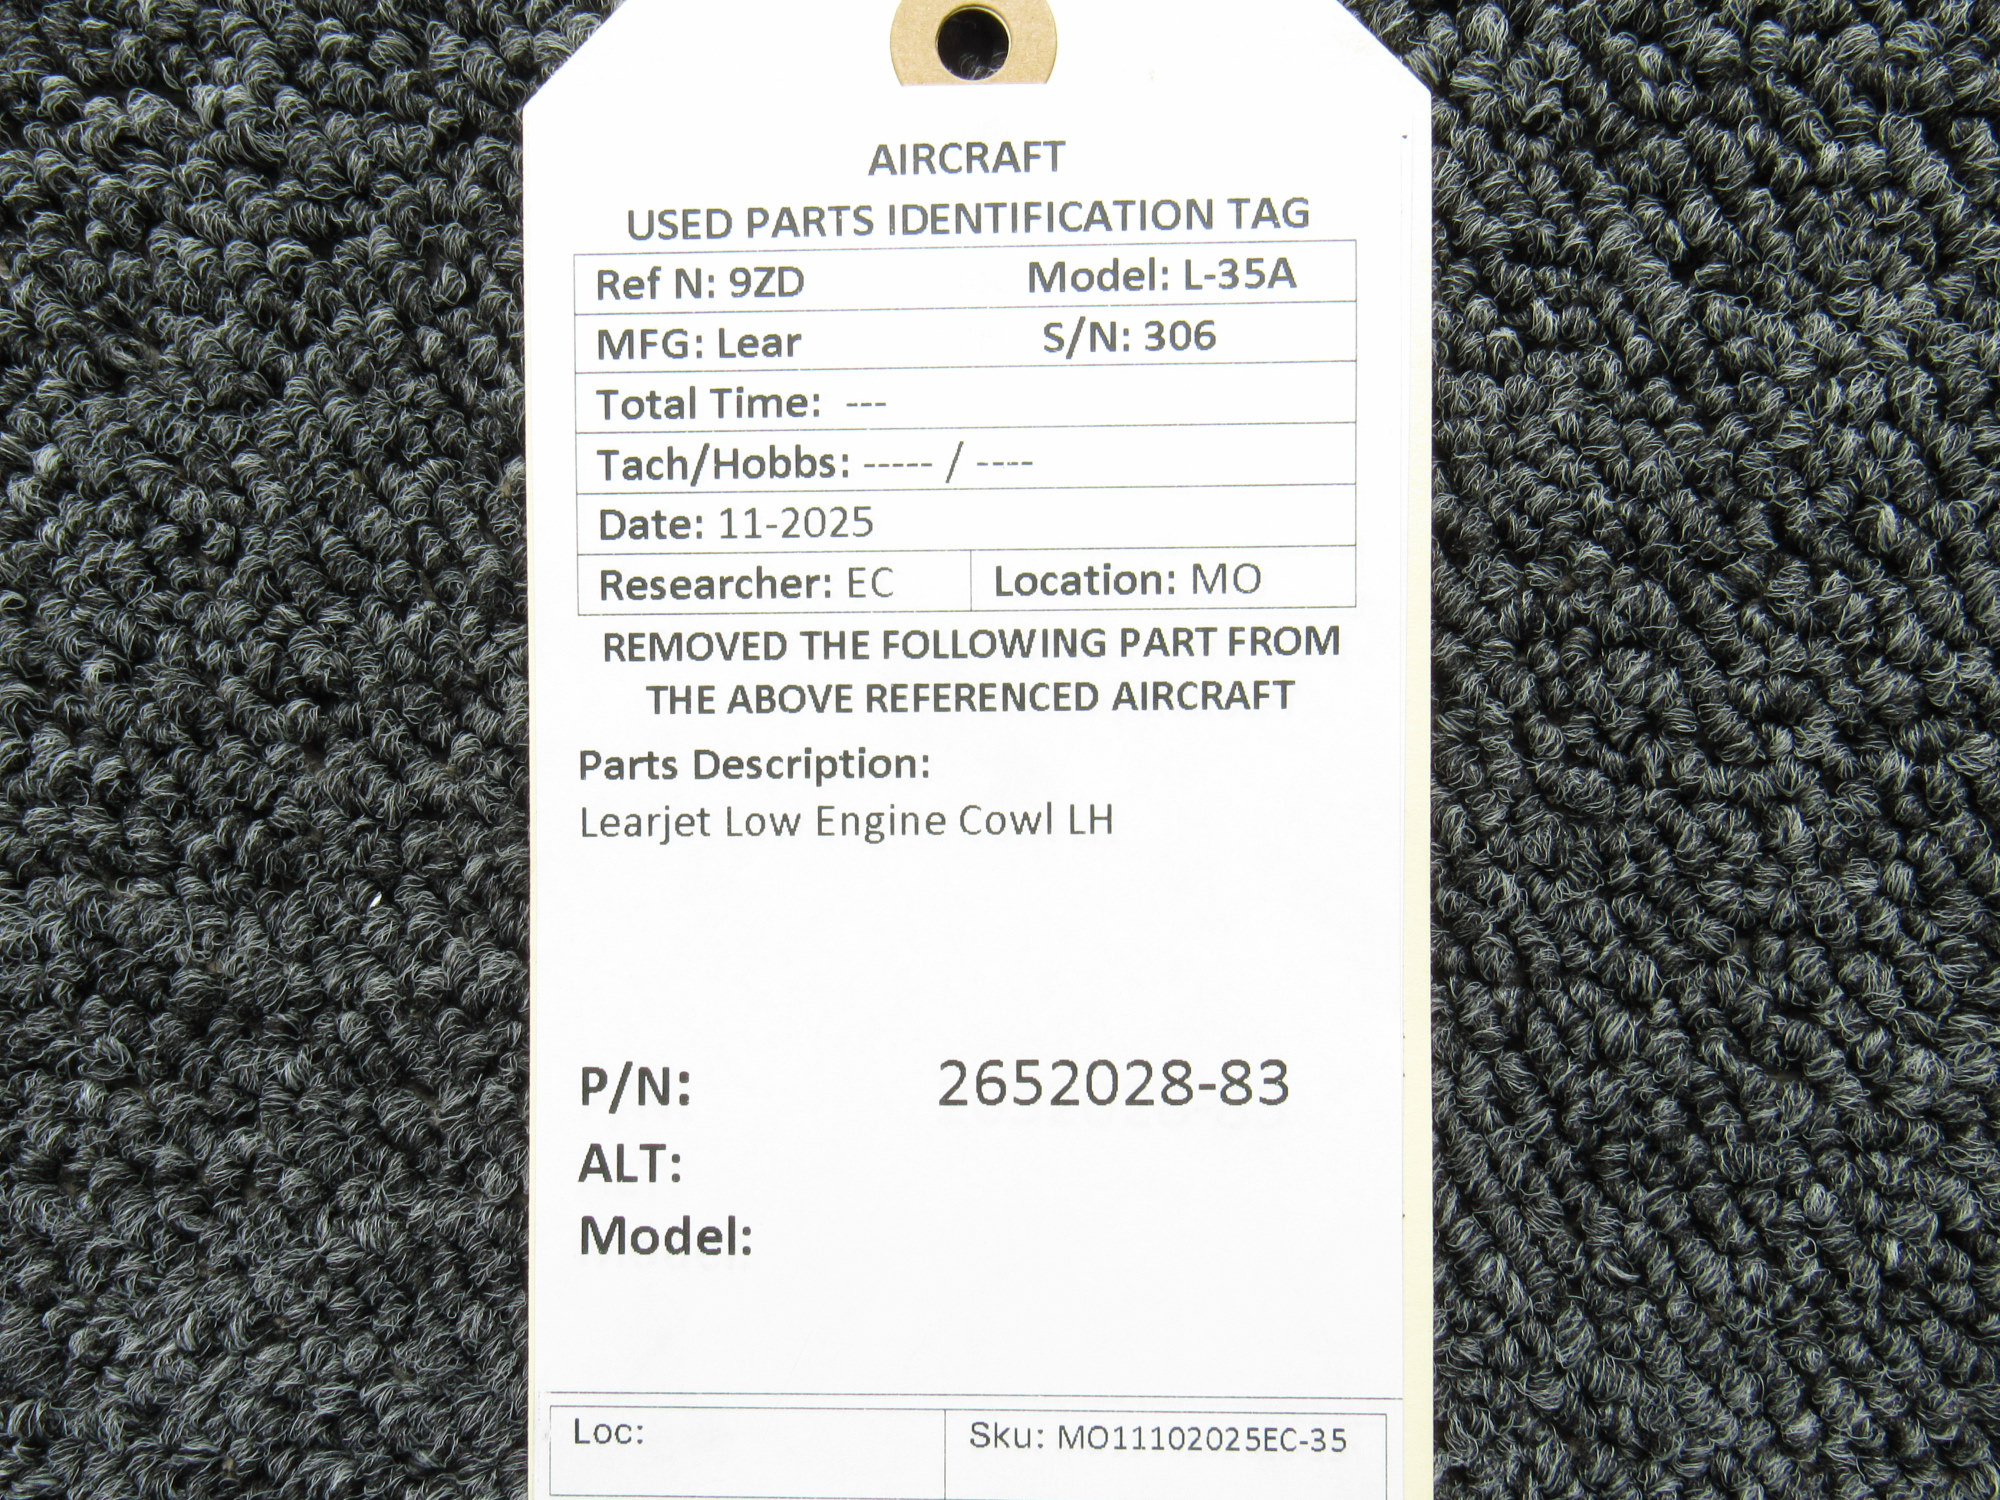 AIRCRAFT
USED PARTS IDENTIFICATION TAG
Ref N: 9ZD Model: L-35A
MFG: Lear S/N: 306
Total Time: ---
Tach/Hobbs: ----- / ----
Date: 11-2025
Researcher: EC Location: MO
REMOVED THE FOLLOWING PART FROM
THE ABOVE REFERENCED AIRCRAFT
Parts Description:
Learjet Low Engine Cowl LH
P/N: 2652028-83
ALT:
Model:
Loc: Sku: MO11102025EC-35